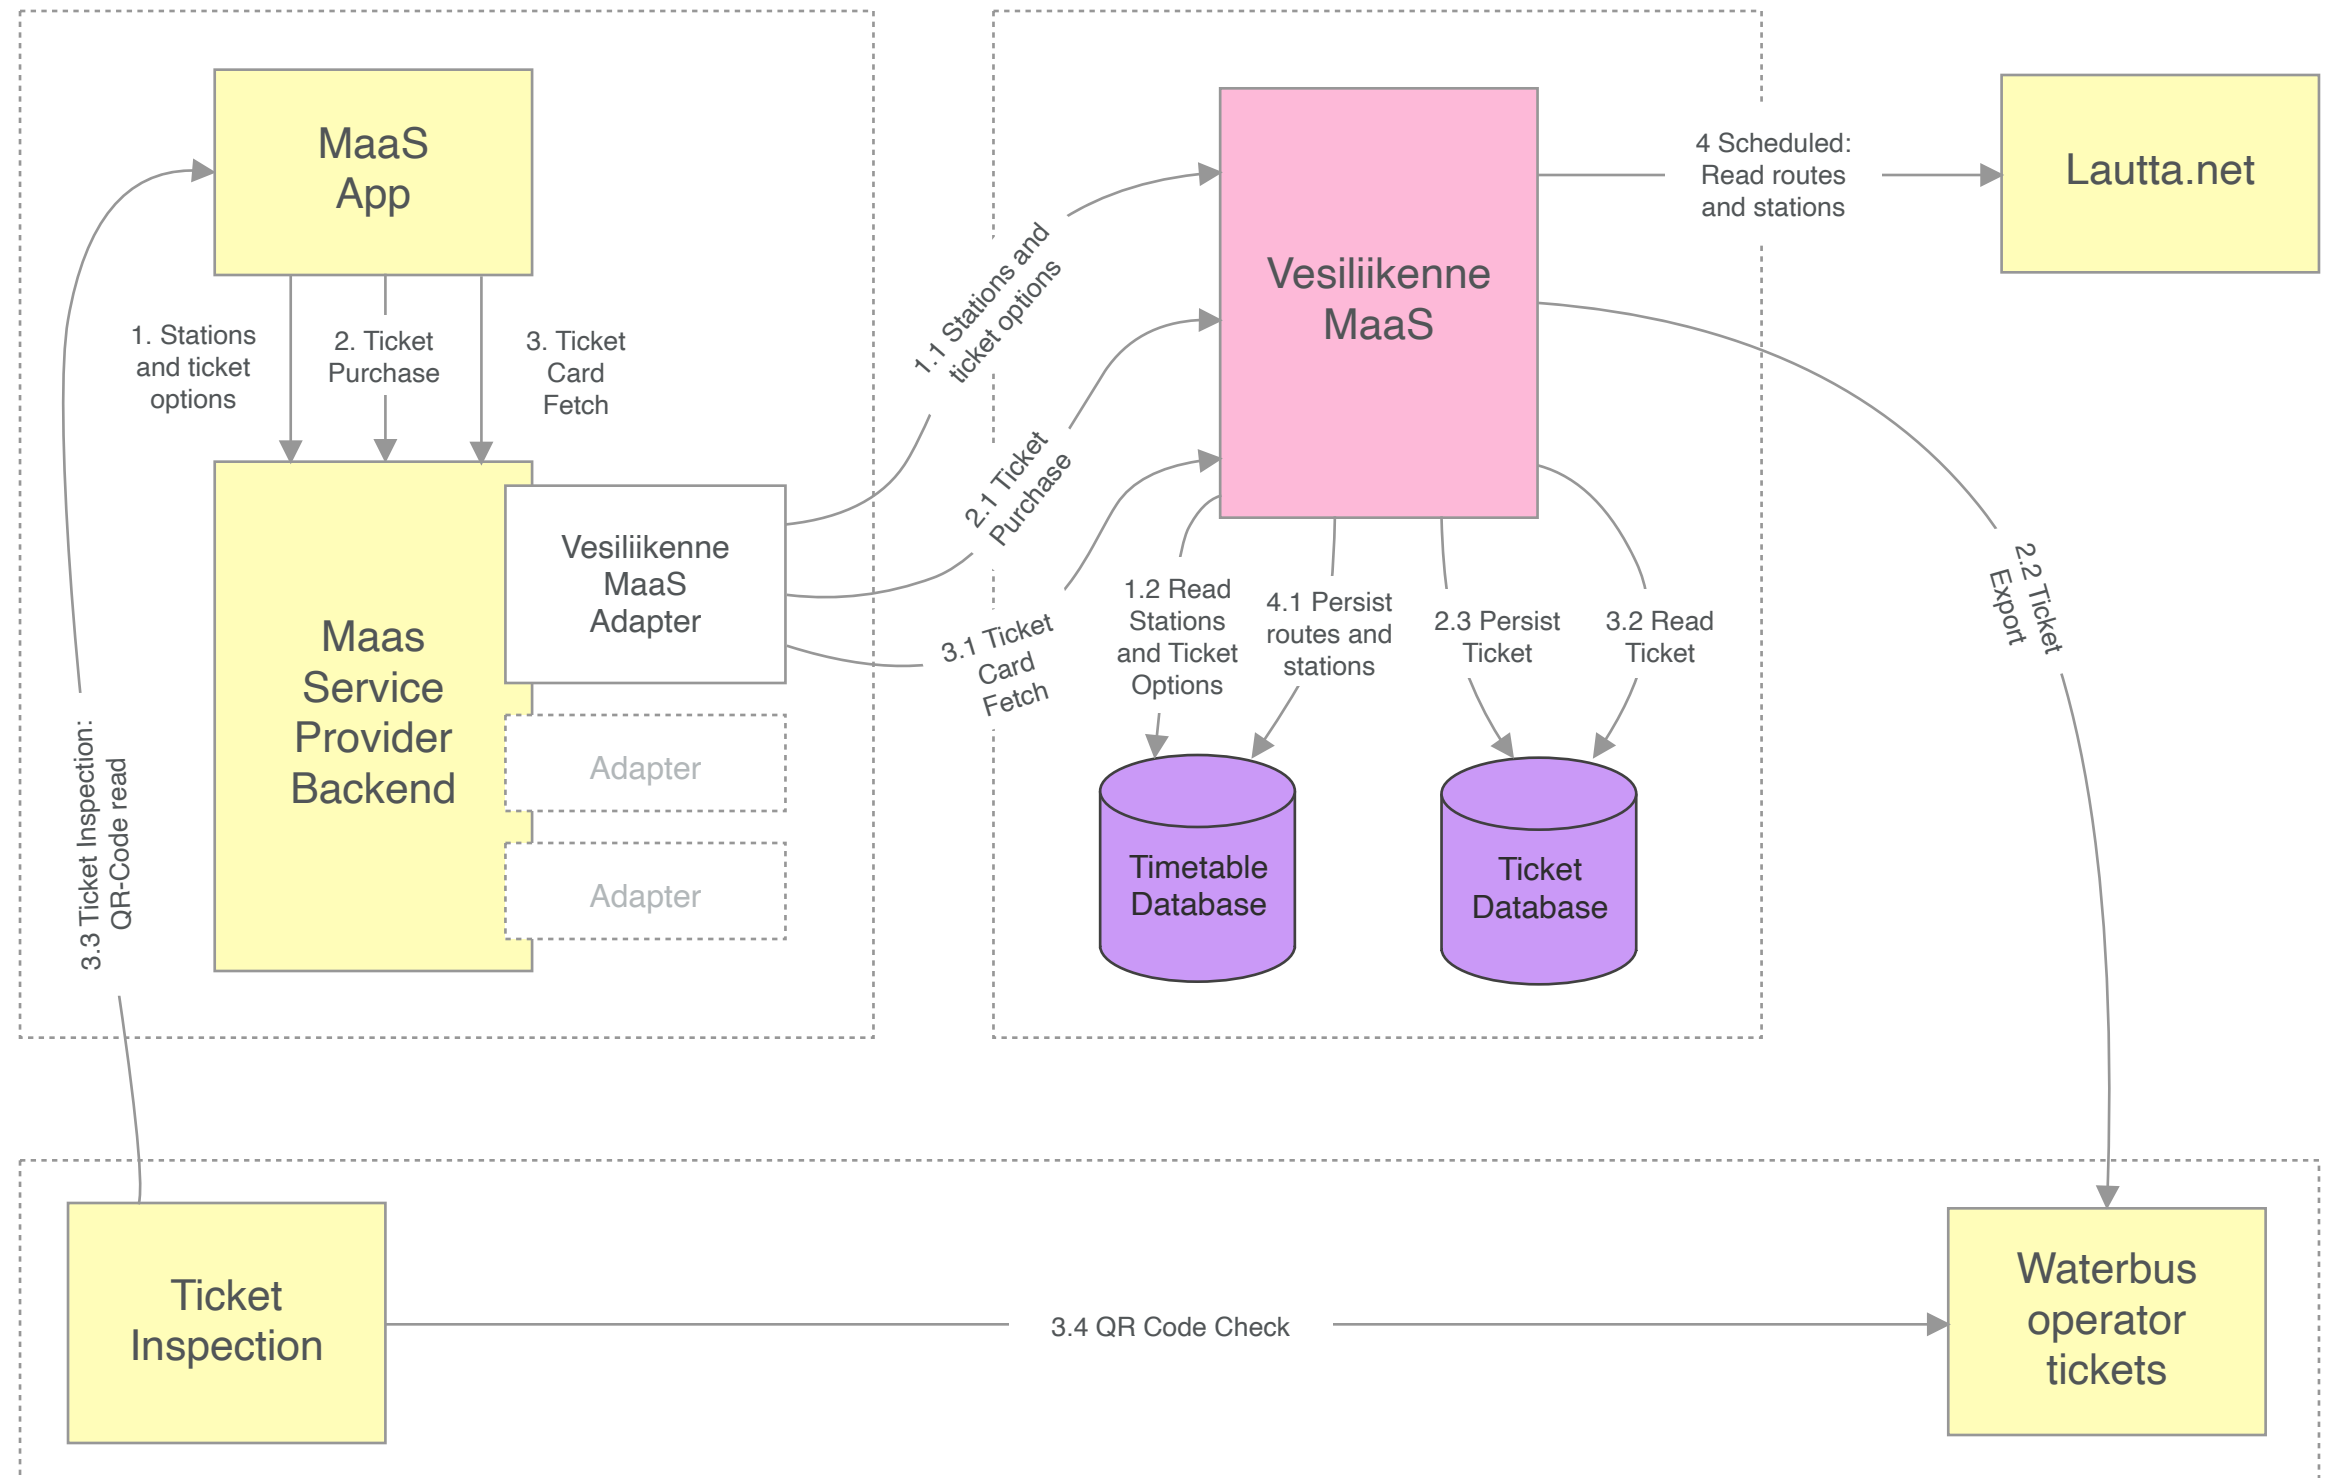 MaaS
App
1. Stations
and ticket
options
2. Ticket
Purchase
3. Ticket
Card
Fetch
Maas
Service
Provider
Backend
Vesiliikenne
MaaS
Adapter
Adapter
Adapter
3.3 Ticket Inspection:
QR-Code read
1.1 Stations and
ticket options
2.1 Ticket
Purchase
3.1 Ticket
Card
Fetch
Vesiliikenne
MaaS
1.2 Read
Stations
and Ticket
Options
4.1 Persist
routes and
stations
2.3 Persist
Ticket
3.2 Read
Ticket
Timetable
Database
Ticket
Database
4 Scheduled:
Read routes
and stations
Lautta.net
2.2 Ticket
Export
Ticket
Inspection
3.4 QR Code Check
Waterbus
operator
tickets